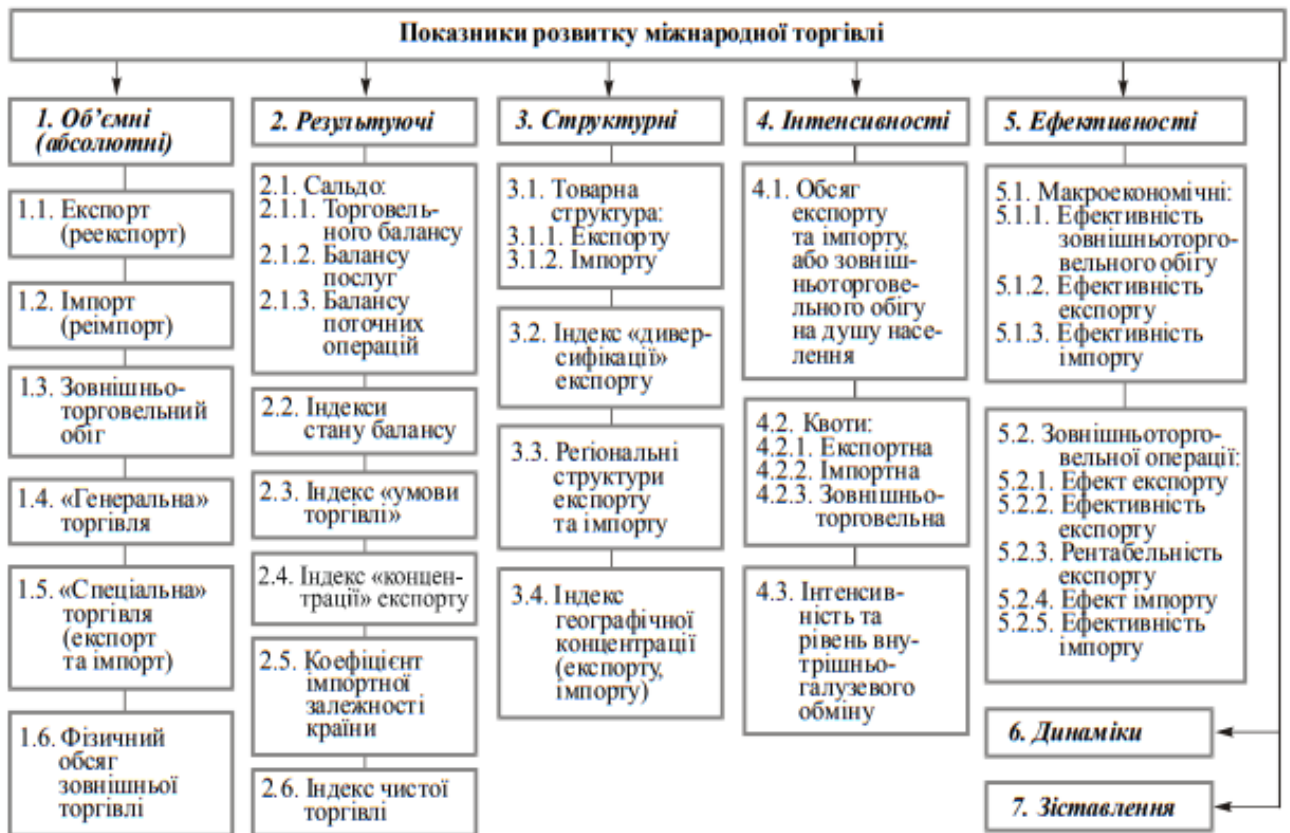 Показники розвитку міжнародної торгівлі
1. Об’ємні
(абсолютні)
1.1. Експорт
(реекспорт)
1.2. Імпорт
(реімпорт)
1.3. Зовнішньо-
торговельний
обіг
1.4. «Генеральна»
торгівля
1.5. «Спеціальна»
торгівля
(експорт
та імпорт)
1.6. Фізичний
обсяг
зовнішньої
торгівлі
2. Результуючі
2.1. Сальдо:
2.1.1. Торговель-
ного балансу
2.1.2. Балансу
послуг
2.1.3. Балансу
поточних
операцій
2.2. Індекси
стану балансу
2.3. Індекс «умови
торгівлі»
2.4. Індекс «концен-
трації» експорту
2.5. Коефіцієнт
імпортної
залежності
країни
2.6. Індекс чистої
торгівлі
3. Структурні
3.1. Товарна
структура:
3.1.1. Експорту
3.1.2. Імпорту
3.2. Індекс «дивер-
сифікації»
експорту
3.3. Регіональні
структури
експорту
та імпорту
3.4. Індекс
географічної
концентрації
(експорту,
імпорту)
4. Інтенсивності
4.1. Обсяг
експорту
та імпорту,
або зовніш-
ньоторгове-
льного обігу
на душу насе-
лення
4.2. Квоти:
4.2.1. Експортна
4.2.2. Імпортна
4.2.3. Зовнішньо-
торговельна
4.3. Інтенсив-
ність та
рівень вну-
трішньо-
галузевого
обміну
5. Ефективності
5.1. Макроекономічні:
5.1.1. Ефективність
зовнішньоторго-
вельного обігу
5.1.2. Ефективність
експорту
5.1.3. Ефективність
імпорту
5.2. Зовнішньоторго-
вельної операції:
5.2.1. Ефект експорту
5.2.2. Ефективність
експорту
5.2.3. Рентабельність
експорту
5.2.4. Ефект імпорту
5.2.5. Ефективність
імпорту
6. Динаміки
7. Зіставлення